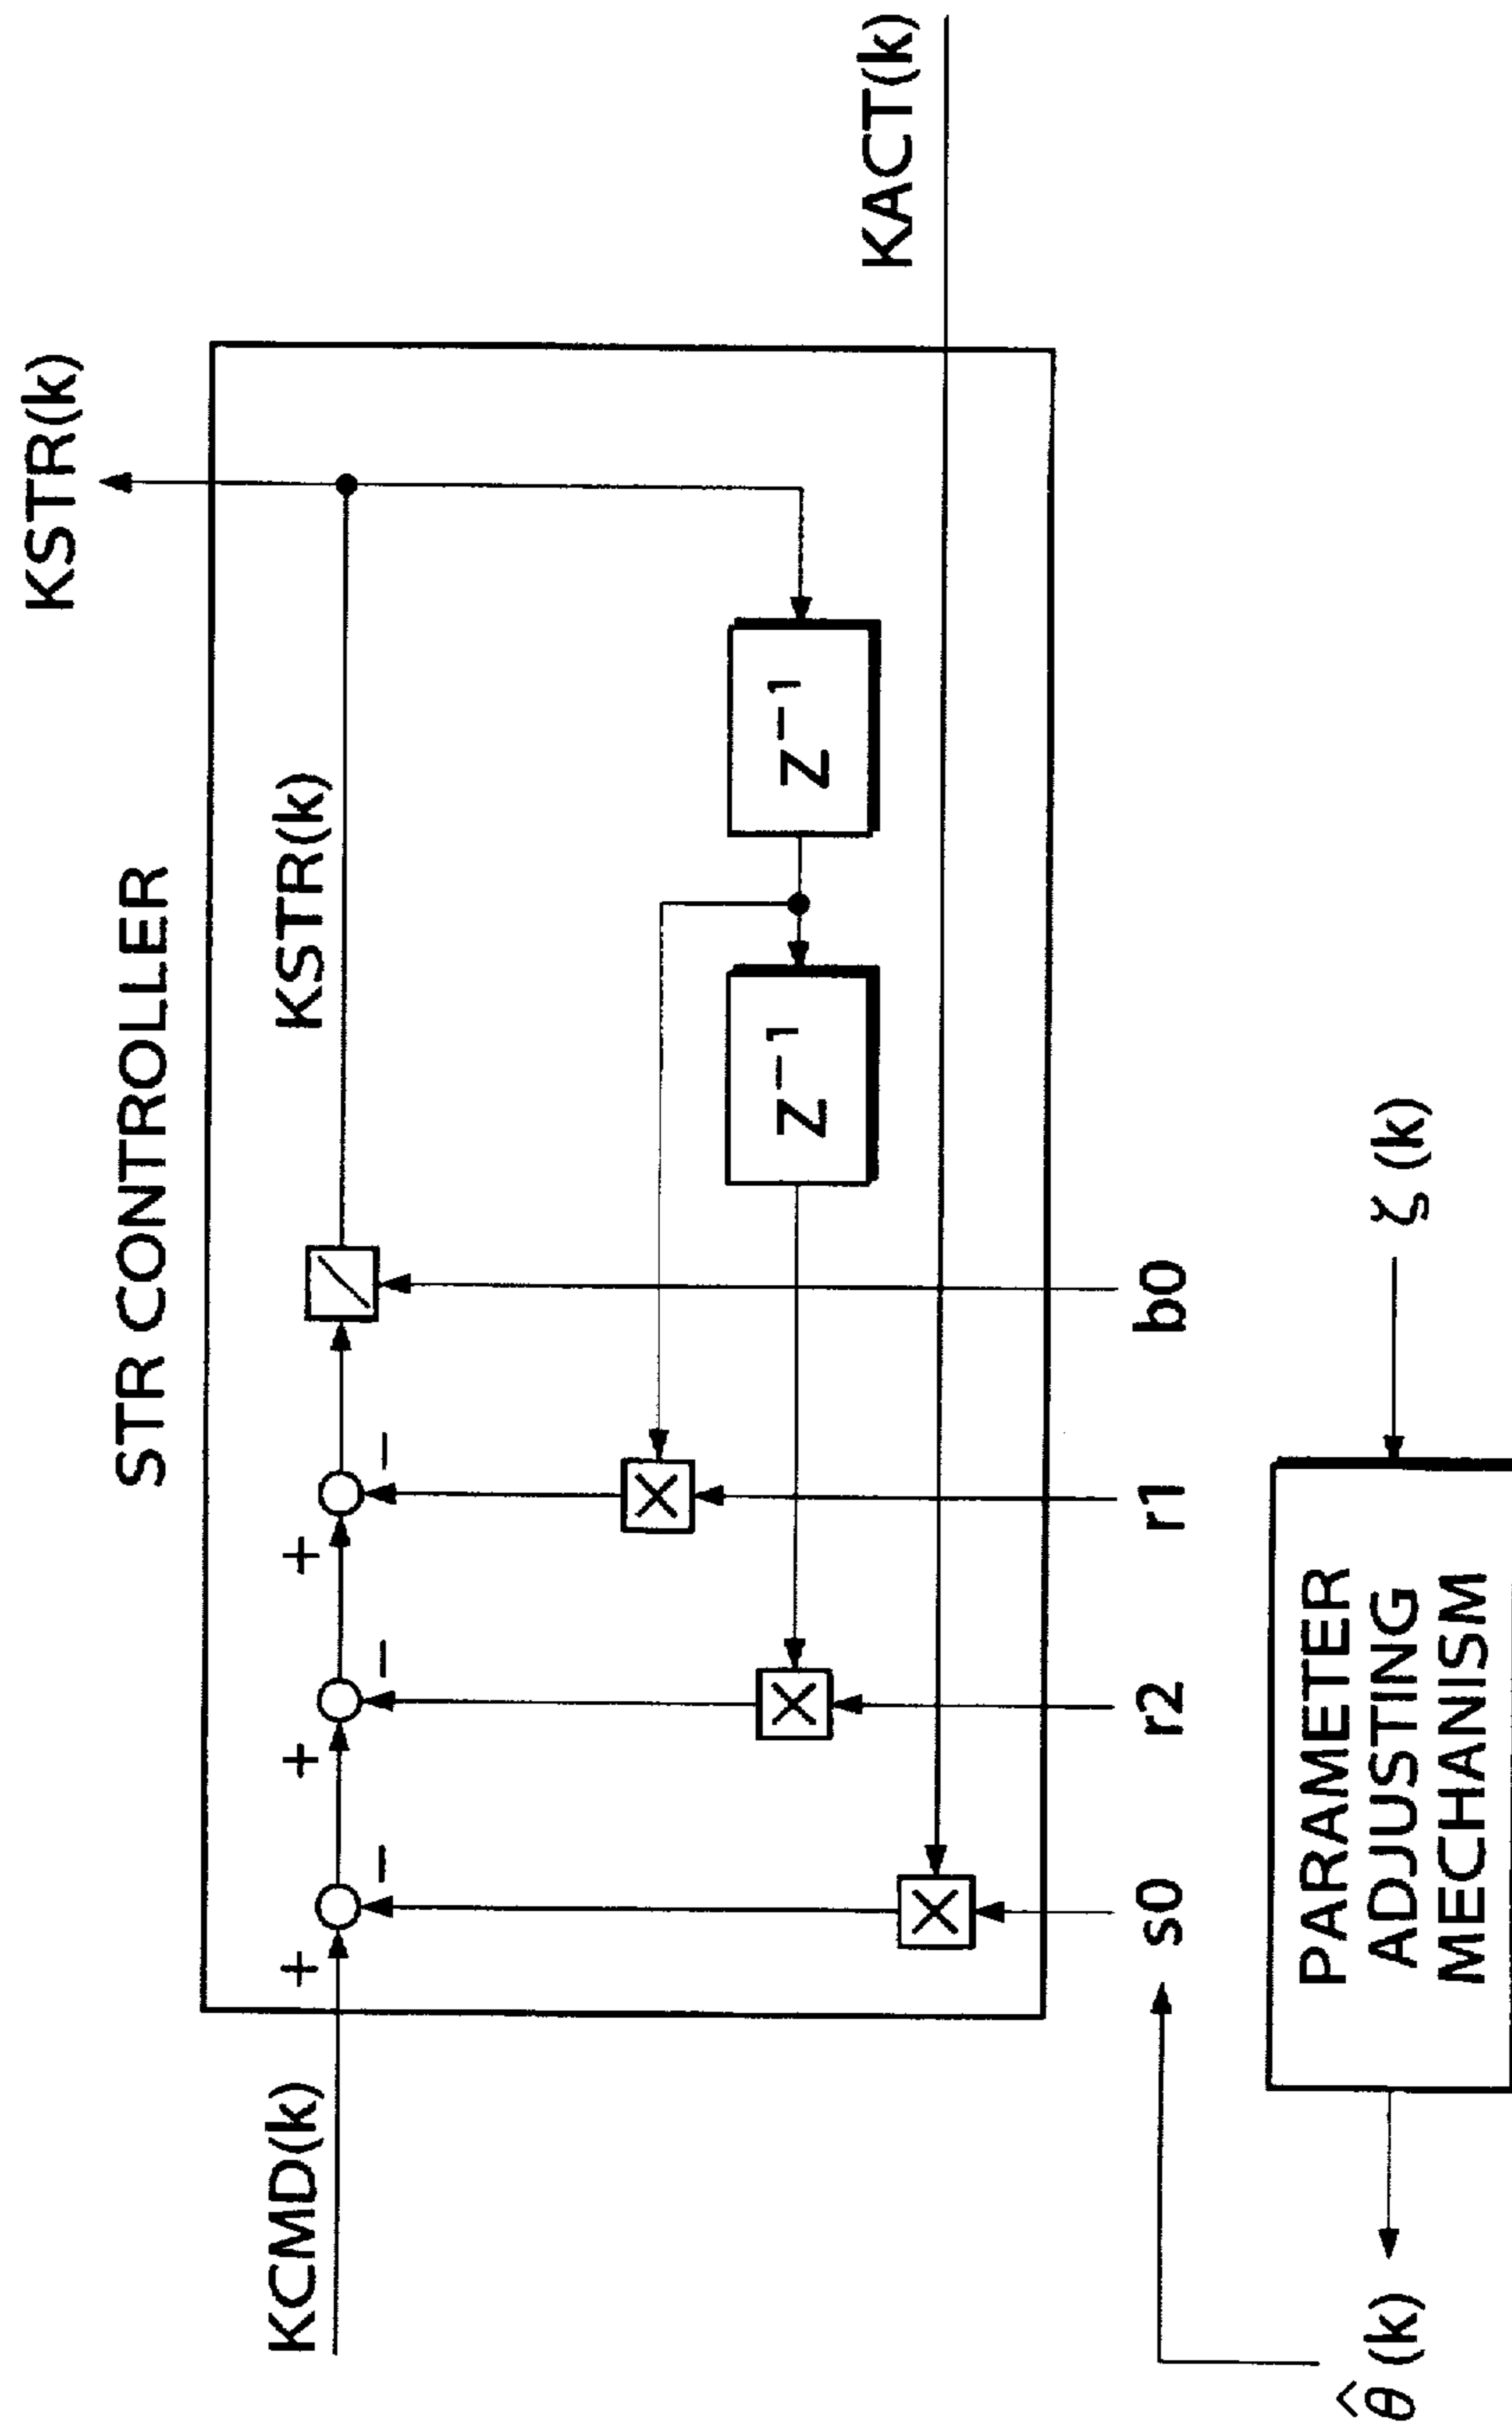 STR CONTROLLER
KSTR(k)
KCMD(k)
+
−
+
−
+
−
KSTR(k)
Z⁻¹
Z⁻¹
KACT(k)
s0
r2
r1
b0
θ̂ (k)
PARAMETER
ADJUSTING
MECHANISM
ζ (k)